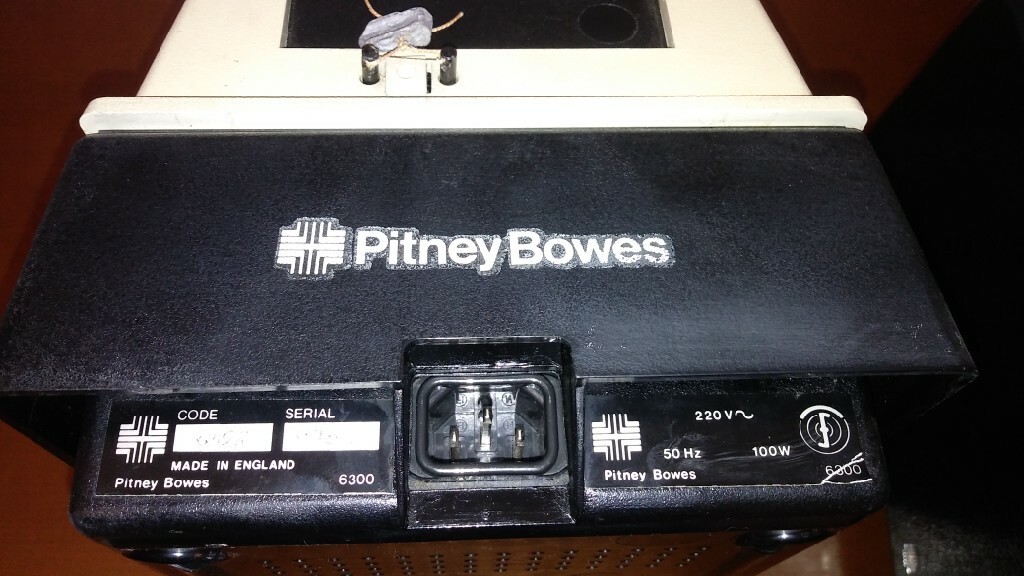 Pitney Bowes
CODE SERIAL
MADE IN ENGLAND
Pitney Bowes 6300
220 V~
50 Hz 100W
Pitney Bowes 6300